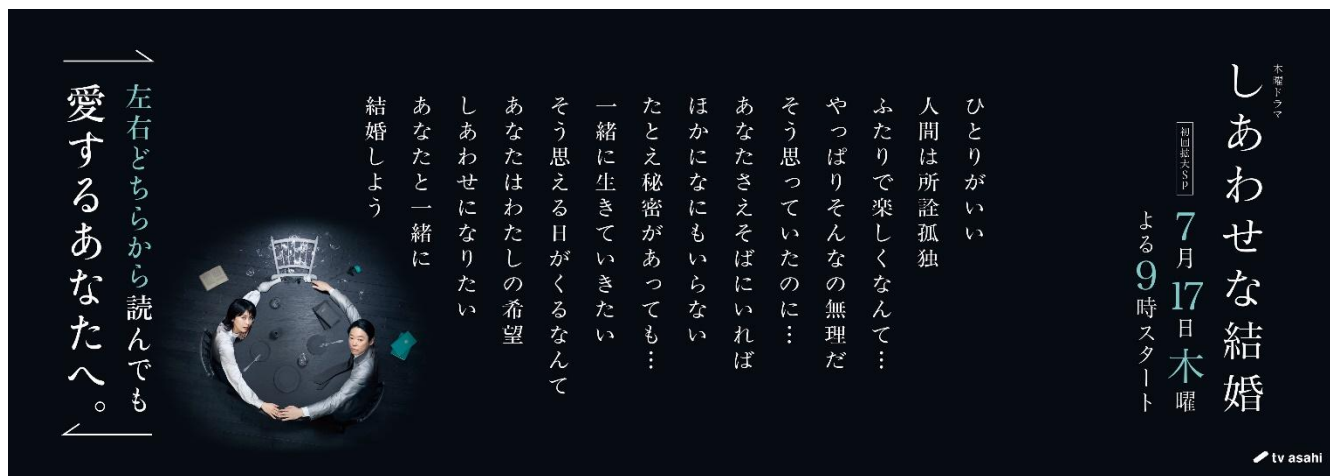 木曜ドラマ
しあわせな結婚
初回拡大SP
7月17日木曜
よる9時スタート
ひとりがいい
人間は所詮孤独
ふたりで楽しくなんて…
やっぱりそんなの無理だ
そう思っていたのに…
あなたさえそばにいれば
ほかになにもいらない
たとえ秘密があっても…
一緒に生きていきたい
そう思える日がくるなんて
あなたはわたしの希望
しあわせになりたい
あなたと一緒に
結婚しよう
左右どちらから読んでも
愛するあなたへ。
tv asahi